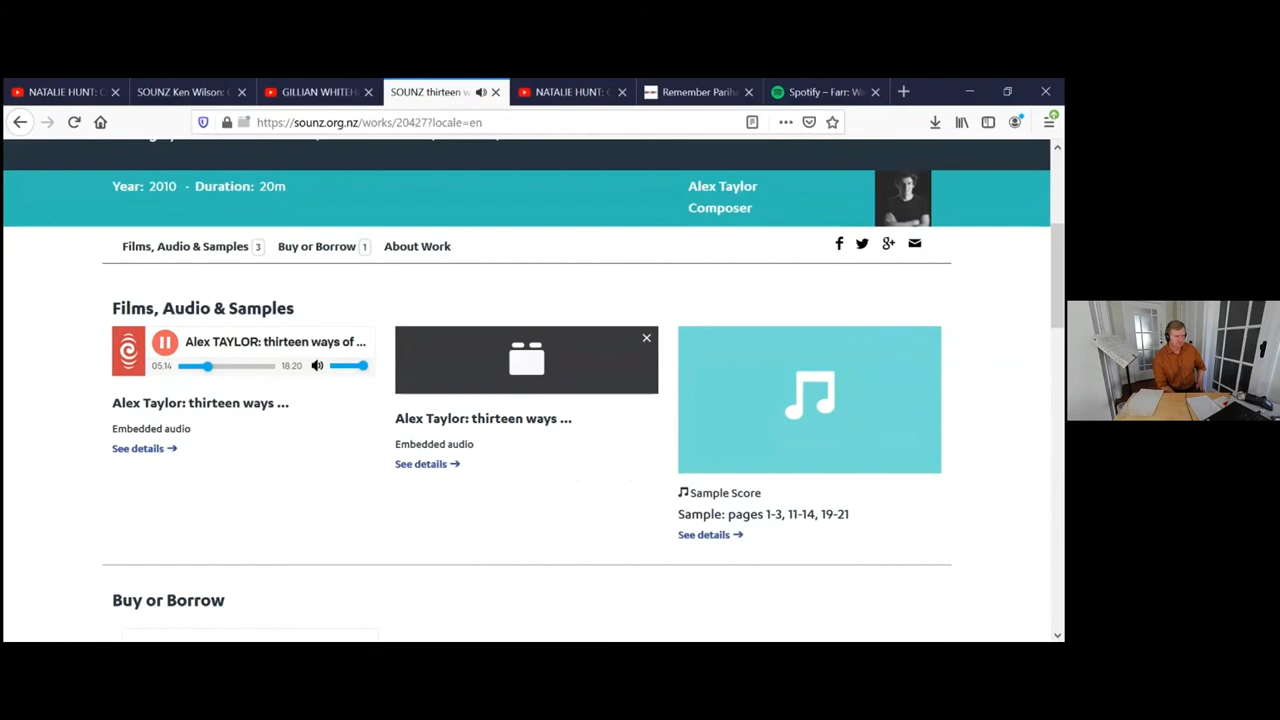 NATALIE HUNT: C
SOUNZ Ken Wilson: C
GILLIAN WHITEH
SOUNZ thirteen w
NATALIE HUNT: C
Remember Pariha
Spotify – Farr: Wa
https://sounz.org.nz/works/20427?locale=en
Year: 2010 - Duration: 20m
Alex Taylor
Composer
Films, Audio & Samples 3
Buy or Borrow 1
About Work
Films, Audio & Samples
Alex TAYLOR: thirteen ways of ...
05.14
18.20
Alex Taylor: thirteen ways ...
Embedded audio
See details →
Alex Taylor: thirteen ways ...
Embedded audio
See details →
Sample Score
Sample: pages 1-3, 11-14, 19-21
See details →
Buy or Borrow